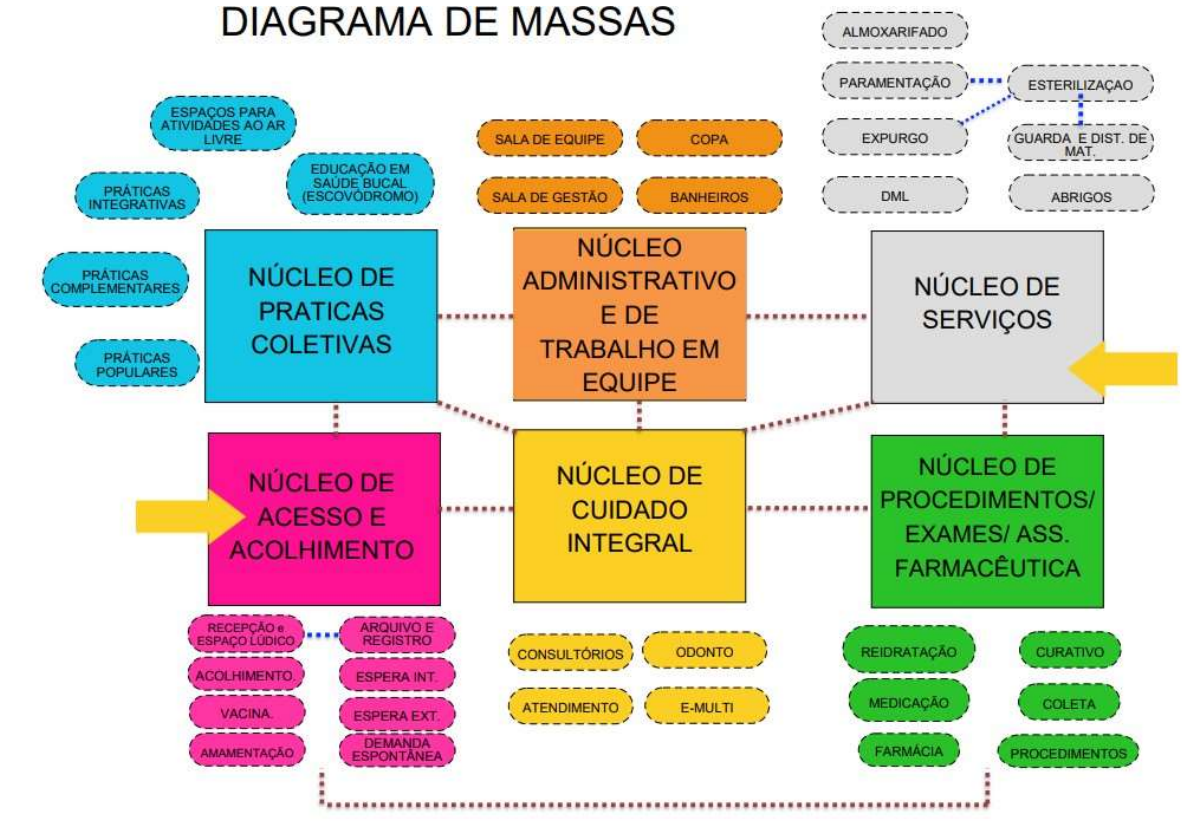 DIAGRAMA DE MASSAS
ESPAÇOS PARA
ATIVIDADES AO AR
LIVRE
EDUCAÇÃO EM
SAÚDE BUCAL
(ESCOVÓDROMO)
PRÁTICAS
INTEGRATIVAS
PRÁTICAS
COMPLEMENTARES
PRÁTICAS
POPULARES
NÚCLEO DE
PRATICAS
COLETIVAS
SALA DE EQUIPE
COPA
SALA DE GESTÃO
BANHEIROS
NÚCLEO
ADMINISTRATIVO
E DE
TRABALHO EM
EQUIPE
ALMOXARIFADO
PARAMENTAÇÃO
ESTERILIZAÇAO
EXPURGO
GUARDA E DIST. DE
MAT.
DML
ABRIGOS
NÚCLEO DE
SERVIÇOS
NÚCLEO DE
ACESSO E
ACOLHIMENTO
RECEPÇÃO e
ESPAÇO LÚDICO
ARQUIVO E
REGISTRO
ACOLHIMENTO.
ESPERA INT.
VACINA.
ESPERA EXT.
AMAMENTAÇÃO
DEMANDA
ESPONTÂNEA
NÚCLEO DE
CUIDADO
INTEGRAL
CONSULTÓRIOS
ODONTO
ATENDIMENTO
E-MULTI
NÚCLEO DE
PROCEDIMENTOS/
EXAMES/ ASS.
FARMACÊUTICA
REIDRATAÇÃO
CURATIVO
MEDICAÇÃO
COLETA
FARMÁCIA
PROCEDIMENTOS